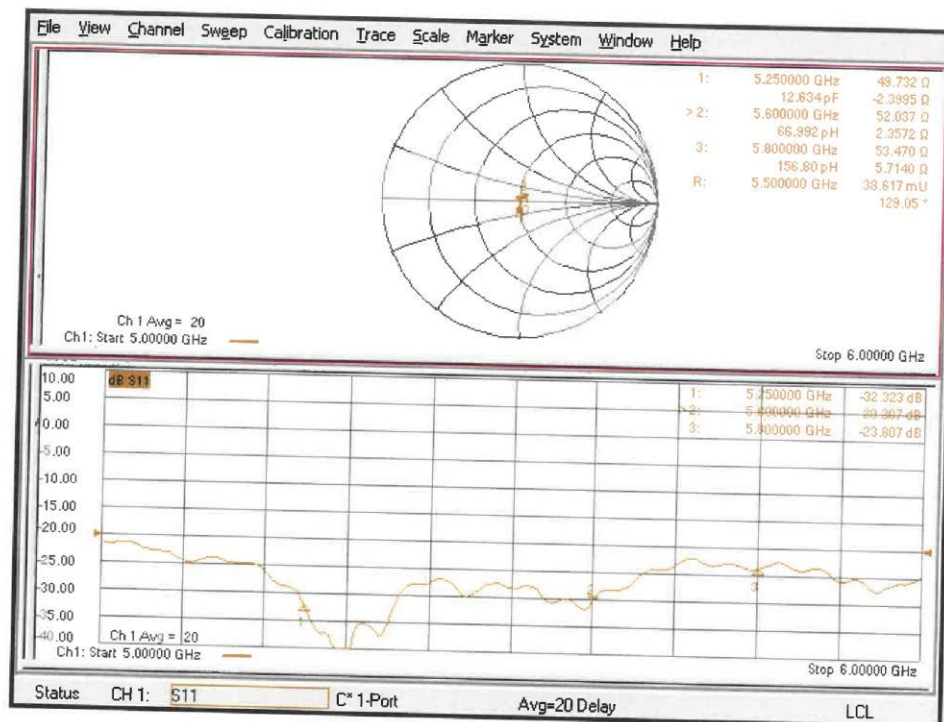 File View Channel Sweep Calibration Trace Scale Marker System Window Help
1: 5.250000 GHz 49.732 Ω
12.634 pF -2.3995 Ω
> 2: 5.600000 GHz 52.037 Ω
66.992 pH 2.3572 Ω
3: 5.800000 GHz 53.470 Ω
156.80 pH 5.7140 Ω
R: 5.500000 GHz 38.617 mU
129.05 °
Ch 1 Avg = 20
Ch1: Start 5.00000 GHz
Stop 6.00000 GHz
10.00
dB S11
5.00
0.00
-5.00
-10.00
-15.00
-20.00
-25.00
-30.00
-35.00
-40.00
1: 5.250000 GHz -32.323 dB
> 2: GHz dB
3: 5.800000 GHz -23.807 dB
1
2
3
Ch 1 Avg = 20
Ch1: Start 5.00000 GHz
Stop 6.00000 GHz
Status CH 1: S11 C* 1-Port Avg=20 Delay LCL